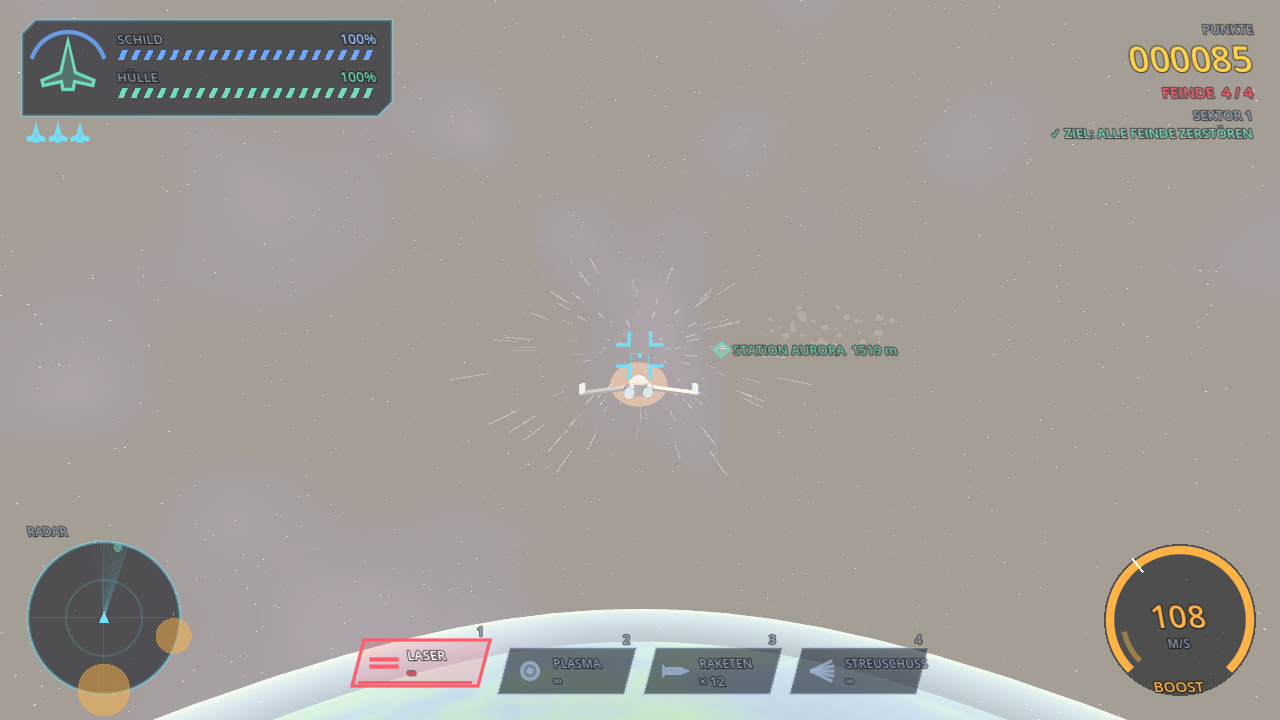 SCHILD 100%
HÜLLE 100%
PUNKTE
000085
FEINDE 4 / 4
SEKTOR 1
✓ ZIEL: ALLE FEINDE ZERSTÖREN
STATION AURORA 1519 m
RADAR
1
LASER
∞
2
PLASMA
∞
3
RAKETEN
× 12
4
STREUSCHUSS
∞
108
M/S
BOOST